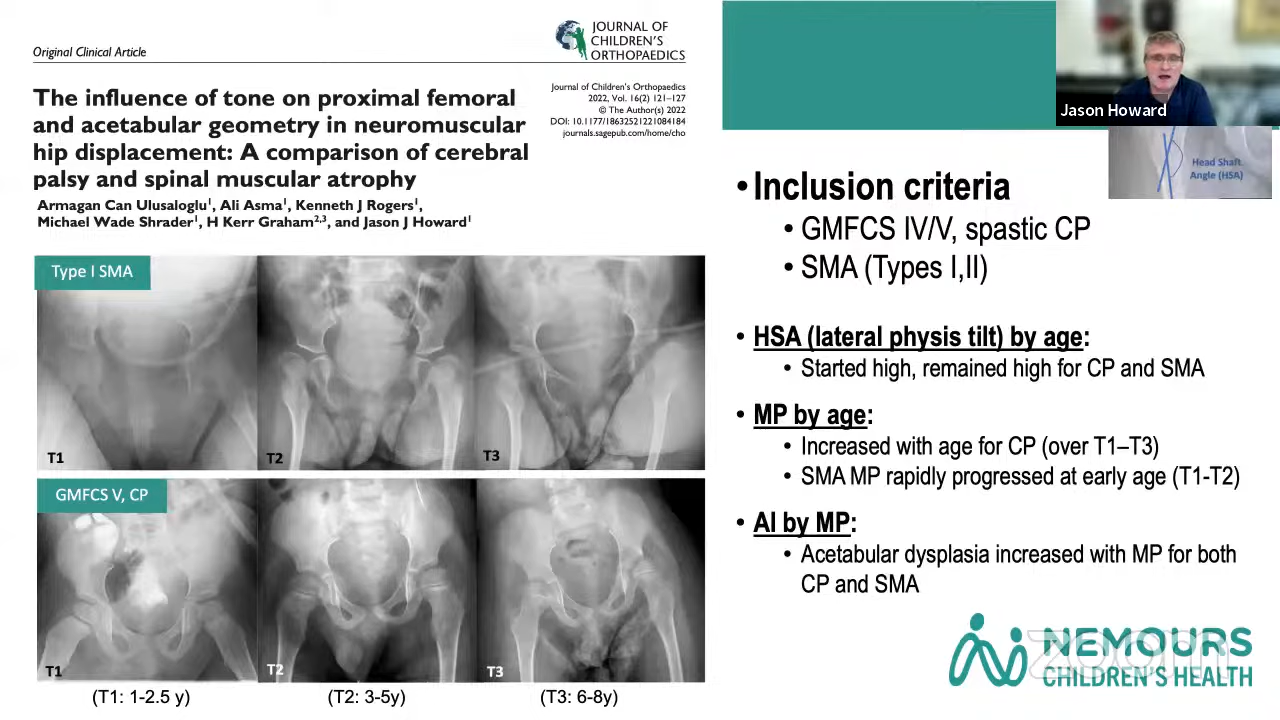 Original Clinical Article
JOURNAL OF
CHILDREN'S
ORTHOPAEDICS
The influence of tone on proximal femoral
and acetabular geometry in neuromuscular
hip displacement: A comparison of cerebral
palsy and spinal muscular atrophy
Journal of Children's Orthopaedics
2022, Vol. 16(2) 121–127
© The Author(s) 2022
DOI: 10.1177/18632521221084184
journals.sagepub.com/home/cho
Armagan Can Ulusaloglu1, Ali Asma1, Kenneth J Rogers1,
Michael Wade Shrader1, H Kerr Graham2,3, and Jason J Howard1
Type I SMA
T1
T2
T3
GMFCS V, CP
T1
T2
T3
(T1: 1-2.5 y)
(T2: 3-5y)
(T3: 6-8y)
Jason Howard
Head Shaft
Angle (HSA)
• Inclusion criteria
• GMFCS IV/V, spastic CP
• SMA (Types I,II)
• HSA (lateral physis tilt) by age:
• Started high, remained high for CP and SMA
• MP by age:
• Increased with age for CP (over T1–T3)
• SMA MP rapidly progressed at early age (T1-T2)
• AI by MP:
• Acetabular dysplasia increased with MP for both
CP and SMA
NEMOURS
CHILDREN'S HEALTH
zoom